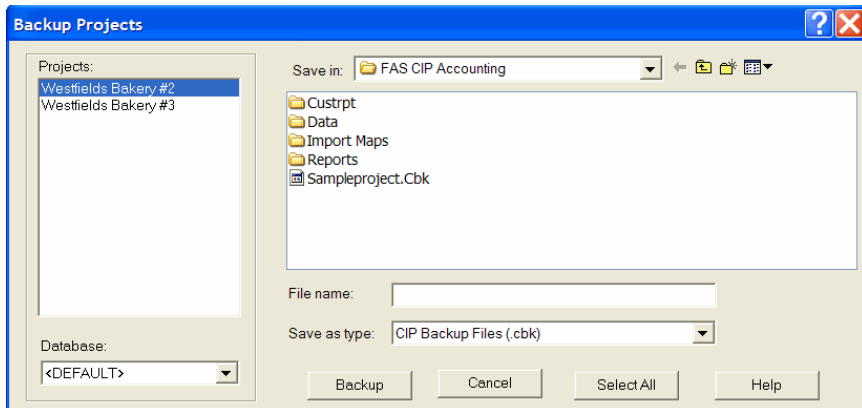 Backup Projects
Projects:
Westfields Bakery #2
Westfields Bakery #3
Database:
<DEFAULT>
Save in: FAS CIP Accounting
Custrpt
Data
Import Maps
Reports
Sampleproject.Cbk
File name:
Save as type: CIP Backup Files (.cbk)
Backup Cancel Select All Help